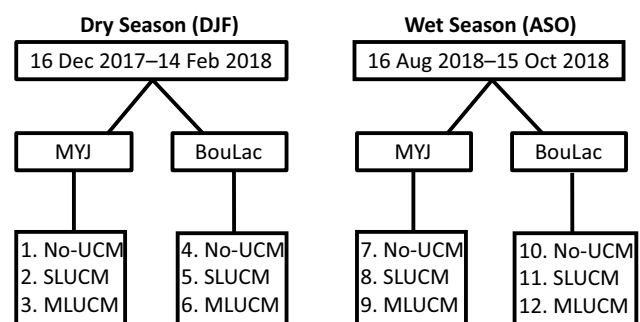 Dry Season (DJF)
16 Dec 2017–14 Feb 2018
MYJ
BouLac
1. No-UCM
2. SLUCM
3. MLUCM
4. No-UCM
5. SLUCM
6. MLUCM
Wet Season (ASO)
16 Aug 2018–15 Oct 2018
MYJ
BouLac
7. No-UCM
8. SLUCM
9. MLUCM
10. No-UCM
11. SLUCM
12. MLUCM